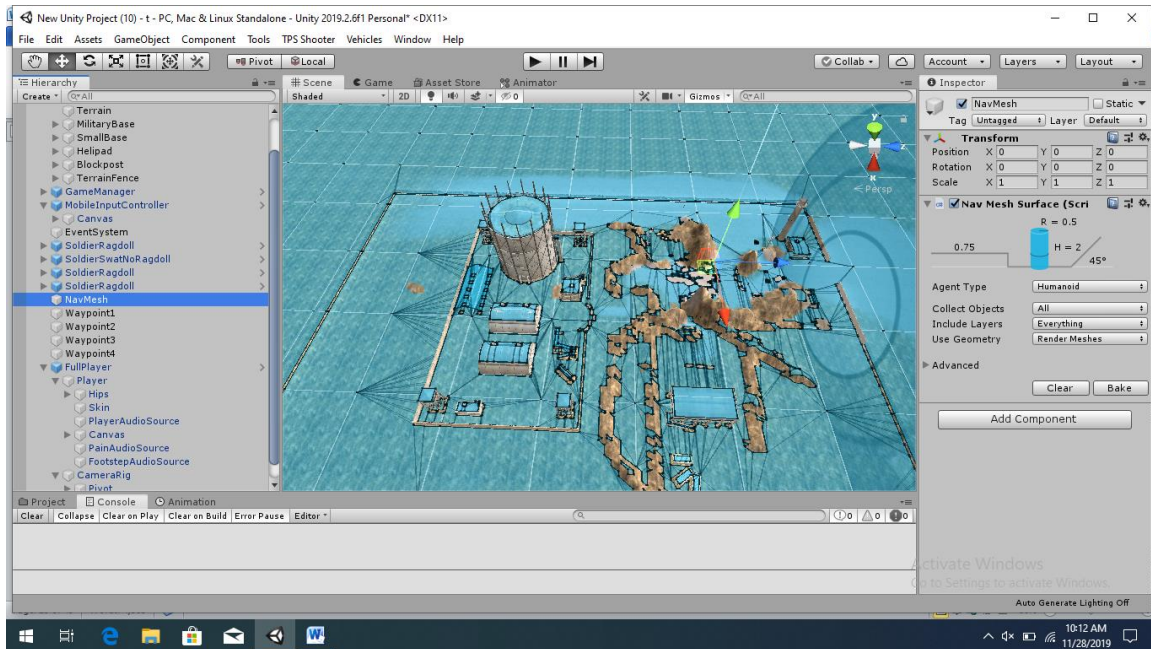 New Unity Project (10) - t - PC, Mac & Linux Standalone - Unity 2019.2.6f1 Personal* <DX11>
File Edit Assets GameObject Component Tools TPS Shooter Vehicles Window Help
Pivot Local Collab Account Layers Layout
Hierarchy
Create All
Terrain
MilitaryBase
SmallBase
Helipad
Blockpost
TerrainFence
GameManager
MobileInputController
Canvas
EventSystem
SoldierRagdoll
SoldierSwatNoRagdoll
SoldierRagdoll
SoldierRagdoll
NavMesh
Waypoint1
Waypoint2
Waypoint3
Waypoint4
FullPlayer
Player
Hips
Skin
PlayerAudioSource
Canvas
PainAudioSource
FootstepAudioSource
CameraRig
Pivot
Scene Game Asset Store Animator
Shaded 2D 0 Gizmos All
y
z
x
Persp
Inspector
NavMesh Static
Tag Untagged Layer Default
Transform
Position X 0 Y 0 Z 0
Rotation X 0 Y 0 Z 0
Scale X 1 Y 1 Z 1
Nav Mesh Surface (Scri
R = 0.5
0.75 H = 2
45°
Agent Type Humanoid
Collect Objects All
Include Layers Everything
Use Geometry Render Meshes
Advanced
Clear Bake
Add Component
Project Console Animation
Clear Collapse Clear on Play Clear on Build Error Pause Editor 0 0 0
Activate Windows
Go to Settings to activate Windows.
Auto Generate Lighting Off
10:12 AM
11/28/2019